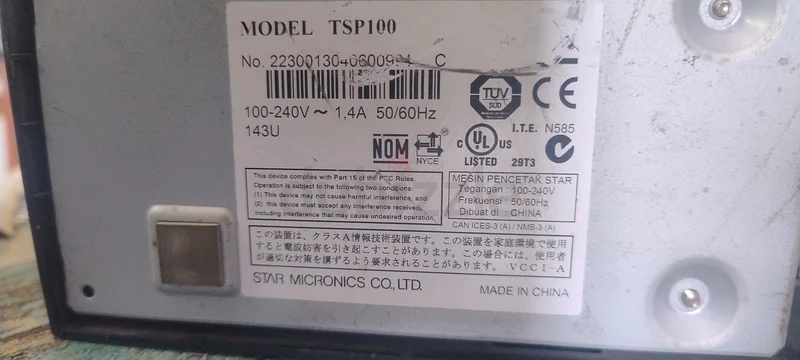 MODEL TSP100
C
100-240V ~ 1,4A 50/60Hz
143U
TÜV
SÜD
CE
I.T.E. N585
NOM
NYCE
C UL US
LISTED 29T3
This device complies with Part 15 of the FCC Rules.
Operation is subject to the following two conditions:
(1) This device may not cause harmful interference, and
(2) this device must accept any interference received,
including interference that may cause undesired operation.
MESIN PENCETAK STAR
Tegangan : 100-240V
Frekuensi : 50/60Hz
Dibuat di : CHINA
CAN ICES-3 (A) / NMB-3 (A)
この装置は、クラスA情報技術装置です。この装置を家庭環境で使用
すると電波妨害を引き起こすことがあります。この場合には、使用者
が適切な対策を講ずるよう要求されることがあります。VCCI-A
STAR MICRONICS CO., LTD.
MADE IN CHINA